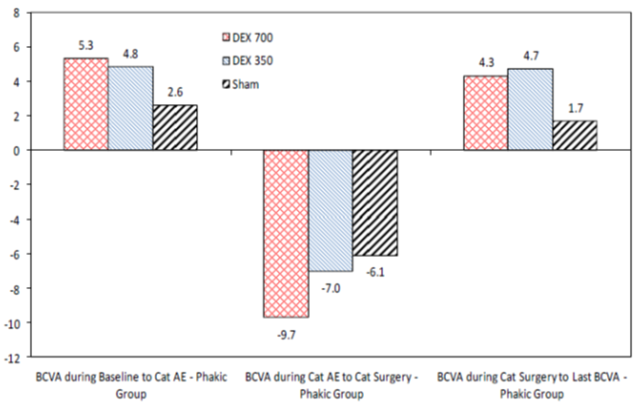 8
6
4
2
0
-2
-4
-6
-8
-10
-12
DEX 700
DEX 350
Sham
5.3
4.8
2.6
-9.7
-7.0
-6.1
4.3
4.7
1.7
BCVA during Baseline to Cat AE - Phakic
Group
BCVA during Cat AE to Cat Surgery -
Phakic Group
BCVA during Cat Surgery to Last BCVA -
Phakic Group